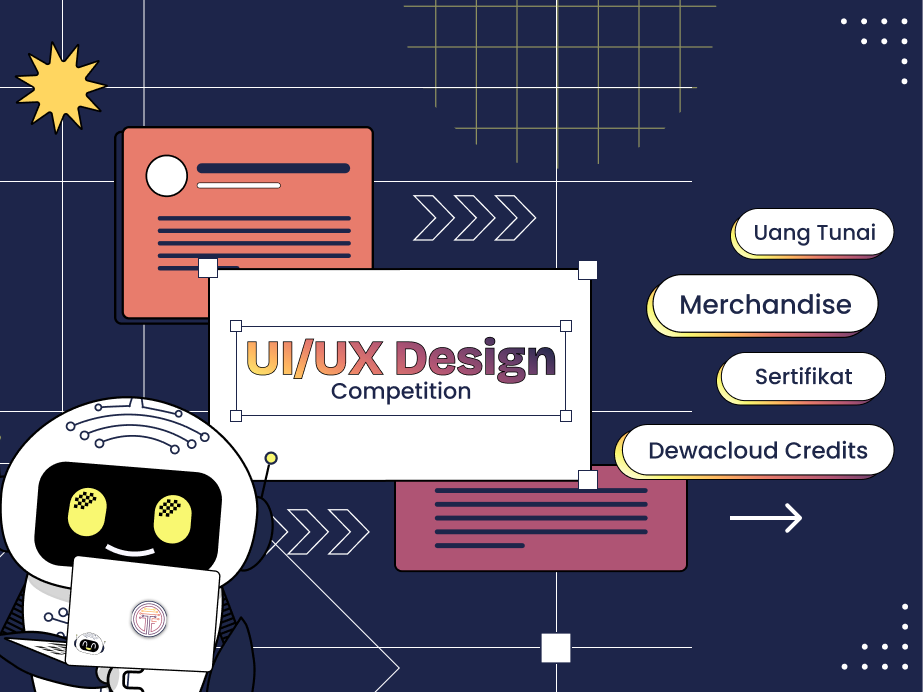 UI/UX Design
Competition
Uang Tunai
Merchandise
Sertifikat
Dewacloud Credits